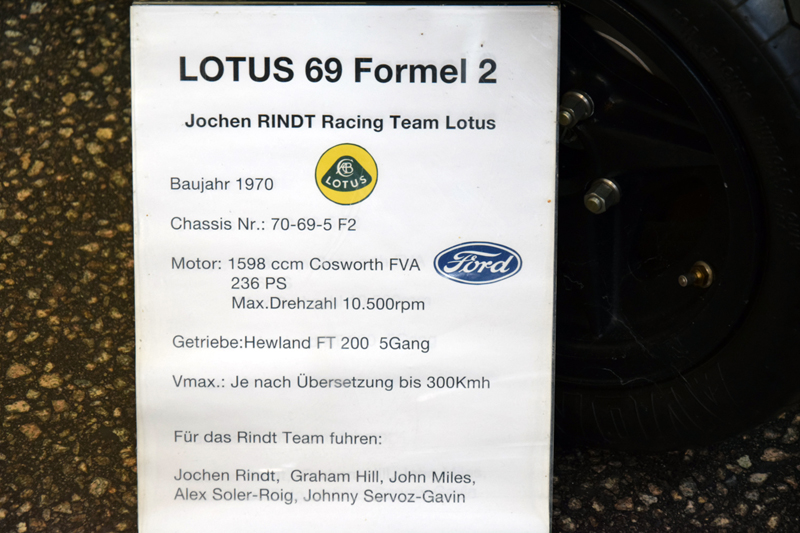 LOTUS 69 Formel 2
Jochen RINDT Racing Team Lotus
Baujahr 1970
LOTUS
Chassis Nr.: 70-69-5 F2
Motor: 1598 ccm Cosworth FVA
Ford
236 PS
Max.Drehzahl 10.500rpm
Getriebe:Hewland FT 200 5Gang
Vmax.: Je nach Übersetzung bis 300Kmh
Für das Rindt Team fuhren:
Jochen Rindt, Graham Hill, John Miles,
Alex Soler-Roig, Johnny Servoz-Gavin